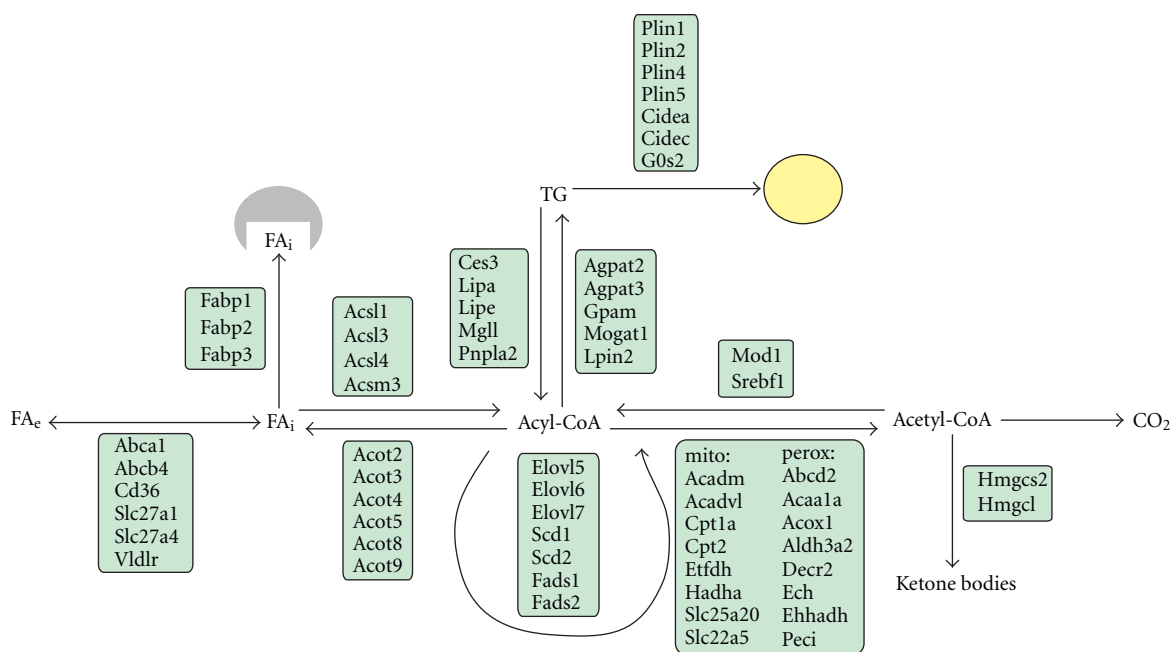 Plin1
Plin2
Plin4
Plin5
Cidea
Cidec
G0s2
TG
FAi
Fabp1
Fabp2
Fabp3
Acsl1
Acsl3
Acsl4
Acsm3
Ces3
Lipa
Lipe
Mgll
Pnpla2
Agpat2
Agpat3
Gpam
Mogat1
Lpin2
Mod1
Srebf1
FAe
FAi
Acyl-CoA
Acetyl-CoA
CO2
Abca1
Abcb4
Cd36
Slc27a1
Slc27a4
Vldlr
Acot2
Acot3
Acot4
Acot5
Acot8
Acot9
Elovl5
Elovl6
Elovl7
Scd1
Scd2
Fads1
Fads2
mito:
Acadm
Acadvl
Cpt1a
Cpt2
Etfdh
Hadha
Slc25a20
Slc22a5
perox:
Abcd2
Acaa1a
Acox1
Aldh3a2
Decr2
Ech
Ehhadh
Peci
Hmgcs2
Hmgcl
Ketone bodies